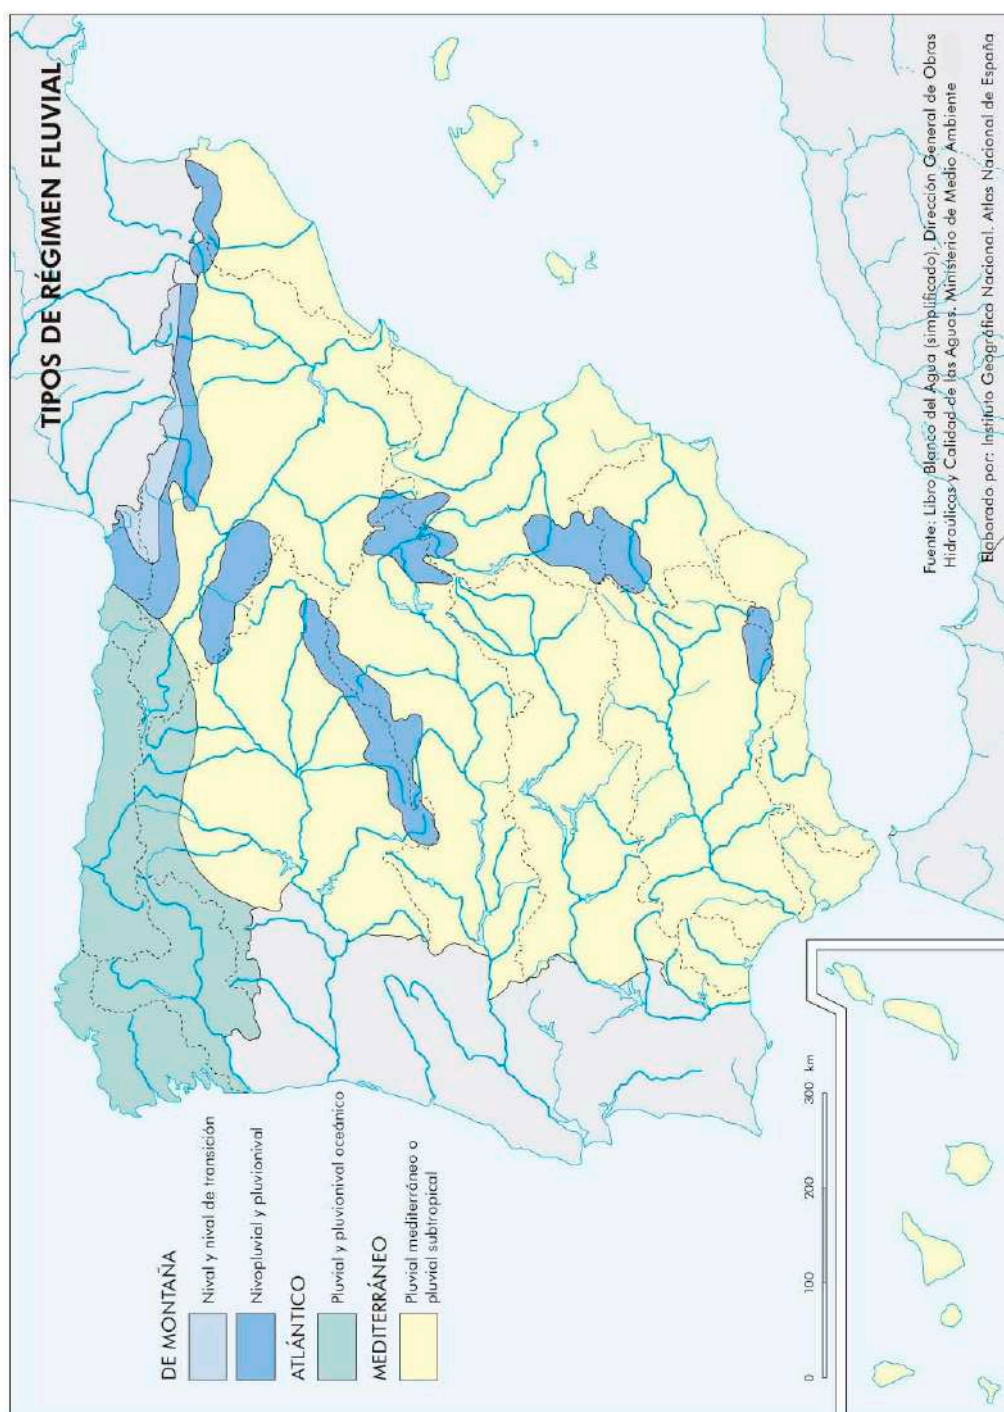 TIPOS DE RÉGIMEN FLUVIAL
DE MONTAÑA
Nival y nival de transición
Nivopluvial y pluvionival
ATLÁNTICO
Pluvial y pluvionival oceánico
MEDITERRÁNEO
Pluvial mediterráneo o
pluvial subtropical
0 100 200 300 km
Fuente: Libro Blanco del Agua (simplificado). Dirección General de Obras
Hidraúlicas y Calidad de las Aguas. Ministerio de Medio Ambiente
Elaborado por: Instituto Geográfico Nacional. Atlas Nacional de España